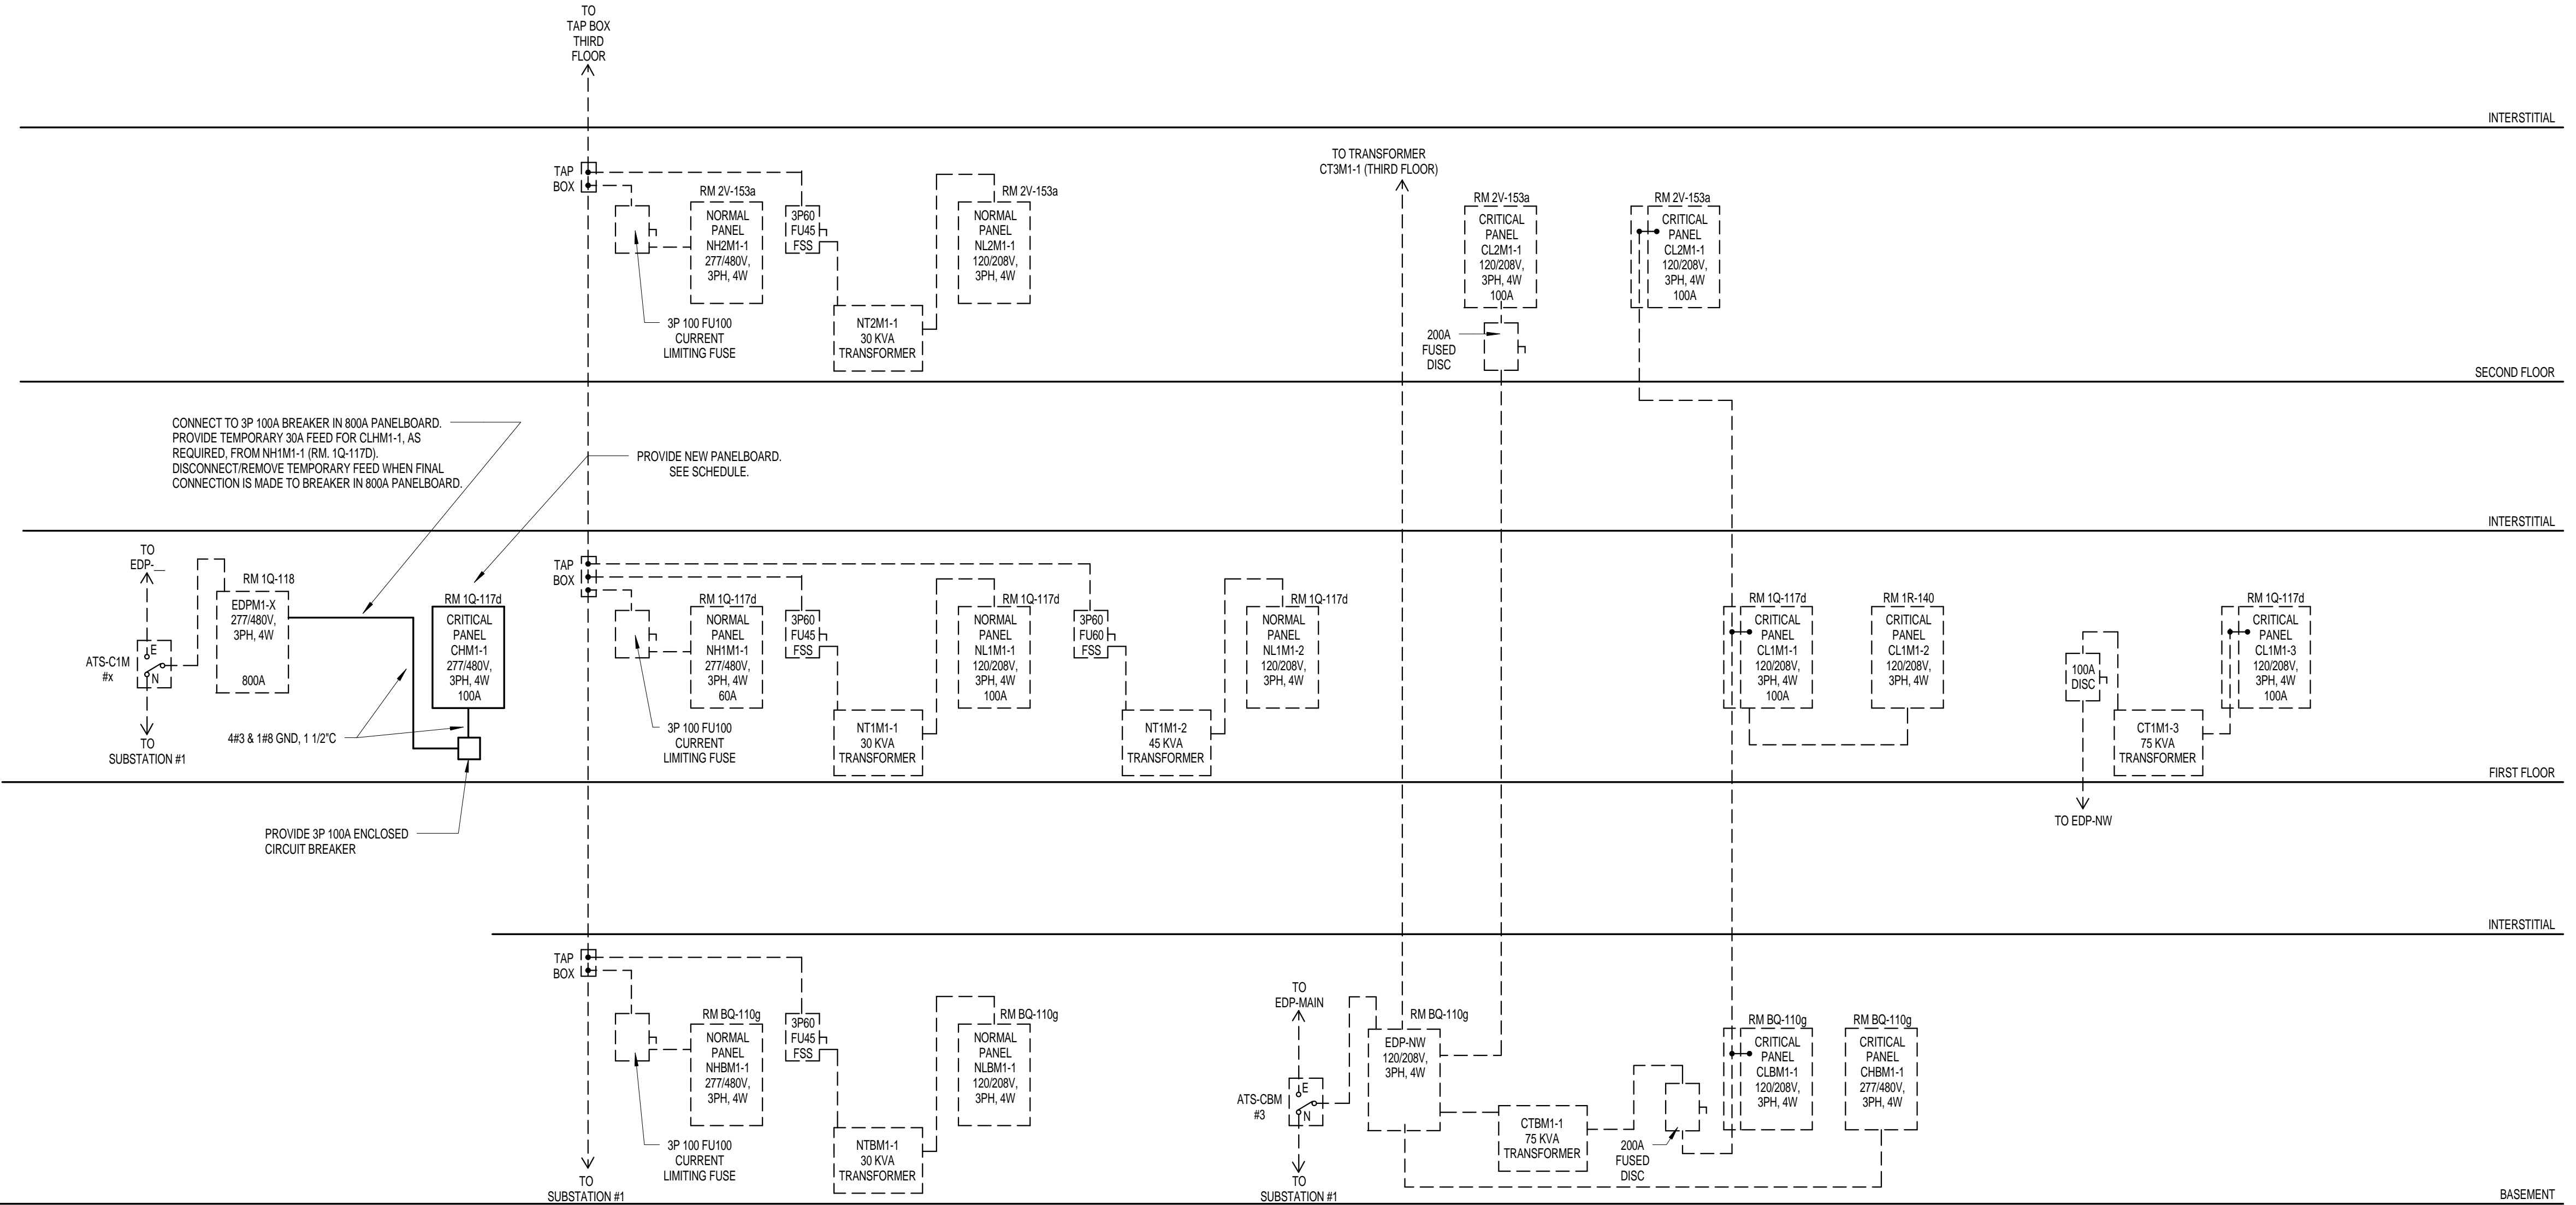 TO
TAP BOX
THIRD
FLOOR
INTERSTITIAL
TAP
BOX
RM 2V-153a
NORMAL
PANEL
NH2M1-1
277/480V,
3PH, 4W
3P 100 FU100
CURRENT
LIMITING FUSE
3P60
FU45
FSS
NT2M1-1
30 KVA
TRANSFORMER
RM 2V-153a
NORMAL
PANEL
NL2M1-1
120/208V,
3PH, 4W
TO TRANSFORMER
CT3M1-1 (THIRD FLOOR)
RM 2V-153a
CRITICAL
PANEL
CL2M1-1
120/208V,
3PH, 4W
100A
200A
FUSED
DISC
RM 2V-153a
CRITICAL
PANEL
CL2M1-1
120/208V,
3PH, 4W
100A
SECOND FLOOR
CONNECT TO 3P 100A BREAKER IN 800A PANELBOARD.
PROVIDE TEMPORARY 30A FEED FOR CLHM1-1, AS
REQUIRED, FROM NH1M1-1 (RM. 1Q-117D).
DISCONNECT/REMOVE TEMPORARY FEED WHEN FINAL
CONNECTION IS MADE TO BREAKER IN 800A PANELBOARD.
PROVIDE NEW PANELBOARD.
SEE SCHEDULE.
INTERSTITIAL
TO
EDP-__
ATS-C1M
#x
E
N
TO
SUBSTATION #1
RM 1Q-118
EDPM1-X
277/480V,
3PH, 4W
800A
RM 1Q-117d
CRITICAL
PANEL
CHM1-1
277/480V,
3PH, 4W
100A
4#3 & 1#8 GND, 1 1/2"C
TAP
BOX
RM 1Q-117d
NORMAL
PANEL
NH1M1-1
277/480V,
3PH, 4W
60A
3P 100 FU100
CURRENT
LIMITING FUSE
3P60
FU45
FSS
NT1M1-1
30 KVA
TRANSFORMER
RM 1Q-117d
NORMAL
PANEL
NL1M1-1
120/208V,
3PH, 4W
100A
3P60
FU60
FSS
NT1M1-2
45 KVA
TRANSFORMER
RM 1Q-117d
NORMAL
PANEL
NL1M1-2
120/208V,
3PH, 4W
RM 1Q-117d
CRITICAL
PANEL
CL1M1-1
120/208V,
3PH, 4W
100A
RM 1R-140
CRITICAL
PANEL
CL1M1-2
120/208V,
3PH, 4W
100A
DISC
CT1M1-3
75 KVA
TRANSFORMER
RM 1Q-117d
CRITICAL
PANEL
CL1M1-3
120/208V,
3PH, 4W
100A
FIRST FLOOR
TO EDP-NW
PROVIDE 3P 100A ENCLOSED
CIRCUIT BREAKER
INTERSTITIAL
TAP
BOX
RM BQ-110g
NORMAL
PANEL
NHBM1-1
277/480V,
3PH, 4W
3P 100 FU100
CURRENT
LIMITING FUSE
3P60
FU45
FSS
NTBM1-1
30 KVA
TRANSFORMER
RM BQ-110g
NORMAL
PANEL
NLBM1-1
120/208V,
3PH, 4W
TO
SUBSTATION #1
TO
EDP-MAIN
ATS-CBM
#3
E
N
TO
SUBSTATION #1
RM BQ-110g
EDP-NW
120/208V,
3PH, 4W
CTBM1-1
75 KVA
TRANSFORMER
200A
FUSED
DISC
RM BQ-110g
CRITICAL
PANEL
CLBM1-1
120/208V,
3PH, 4W
RM BQ-110g
CRITICAL
PANEL
CHBM1-1
277/480V,
3PH, 4W
BASEMENT